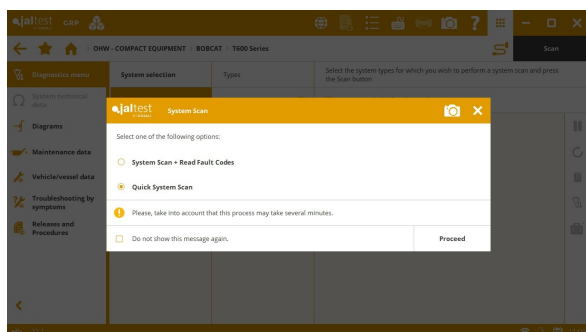 jaltest GRP
OHW - COMPACT EQUIPMENT › BOBCAT › T600 Series
Scan
Diagnostics menu
System technical data
Diagrams
Maintenance data
Vehicle/vessel data
Troubleshooting by
symptoms
Releases and
Procedures
System selection
Types
Select the system types for which you wish to perform a system scan and press
the Scan button
jaltest System Scan
Select one of the following options:
System Scan + Read Fault Codes
Quick System Scan
Please, take into account that this process may take several minutes.
Do not show this message again.
Proceed